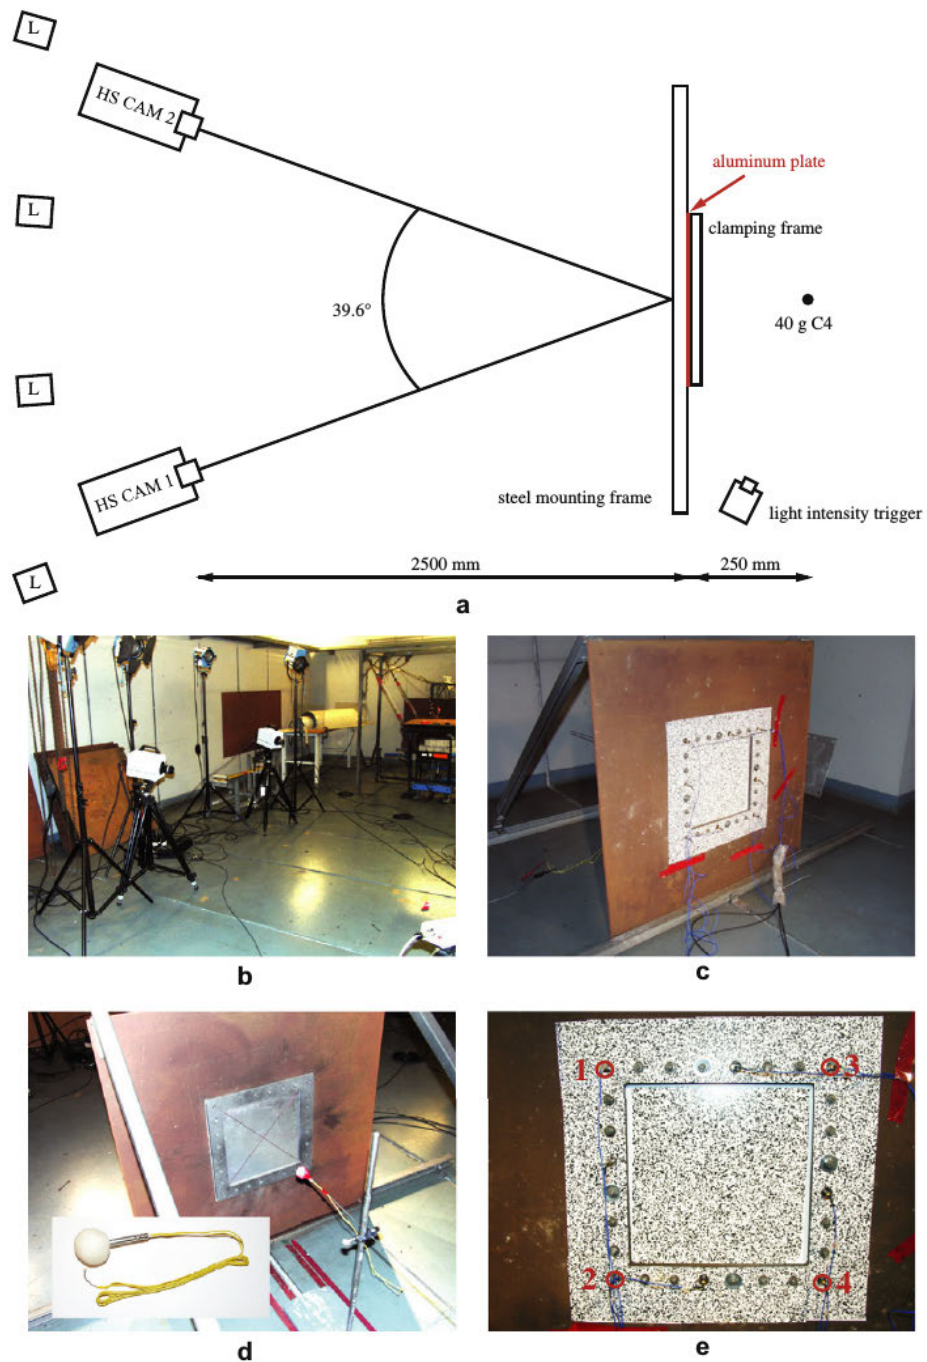 L
HS CAM 2
L
aluminum plate
clamping frame
39.6°
40 g C4
L
HS CAM 1
steel mounting frame
light intensity trigger
L
2500 mm
250 mm
a
b
c
d
1
3
2
4
e